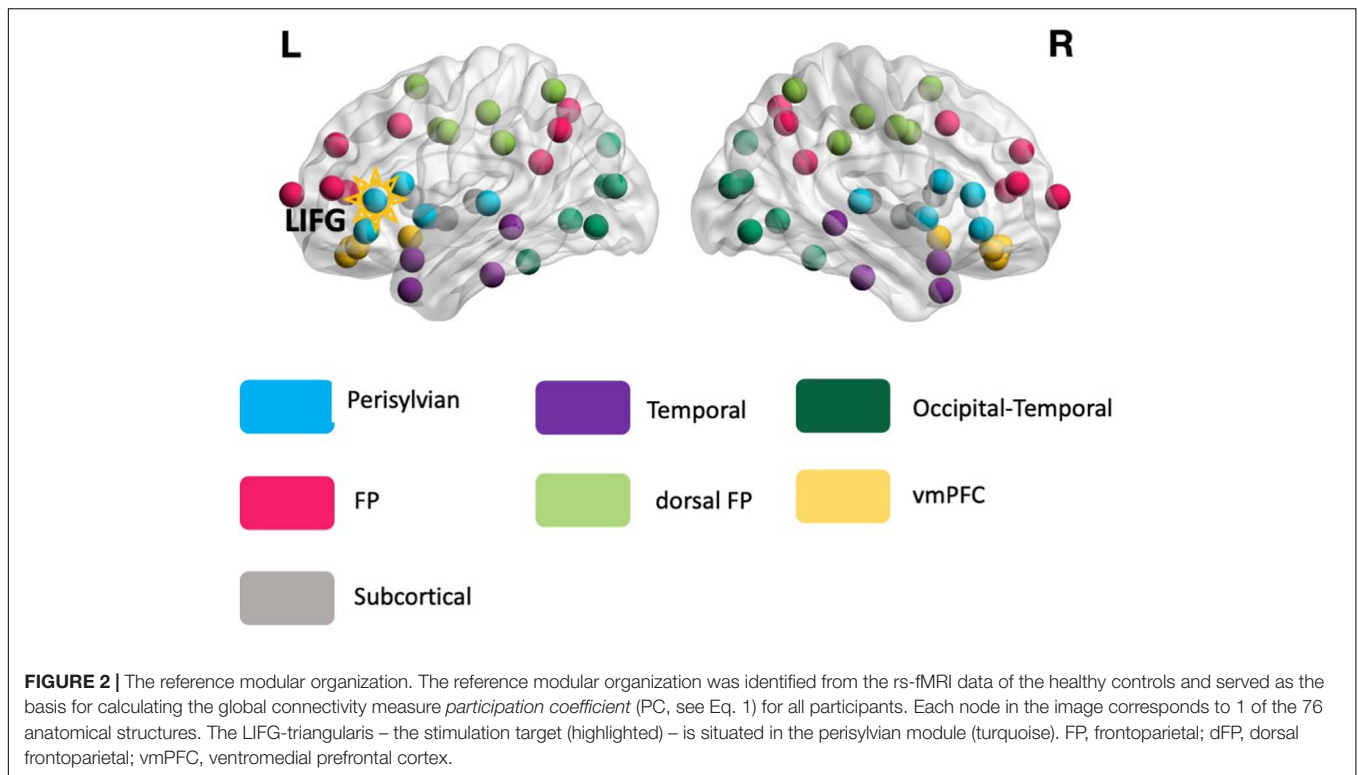 L
R
LIFG
Perisylvian
Temporal
Occipital-Temporal
FP
dorsal FP
vmPFC
Subcortical
FIGURE 2 | The reference modular organization. The reference modular organization was identified from the rs-fMRI data of the healthy controls and served as the
basis for calculating the global connectivity measure participation coefficient (PC, see Eq. 1) for all participants. Each node in the image corresponds to 1 of the 76
anatomical structures. The LIFG-triangularis – the stimulation target (highlighted) – is situated in the perisylvian module (turquoise). FP, frontoparietal; dFP, dorsal
frontoparietal; vmPFC, ventromedial prefrontal cortex.